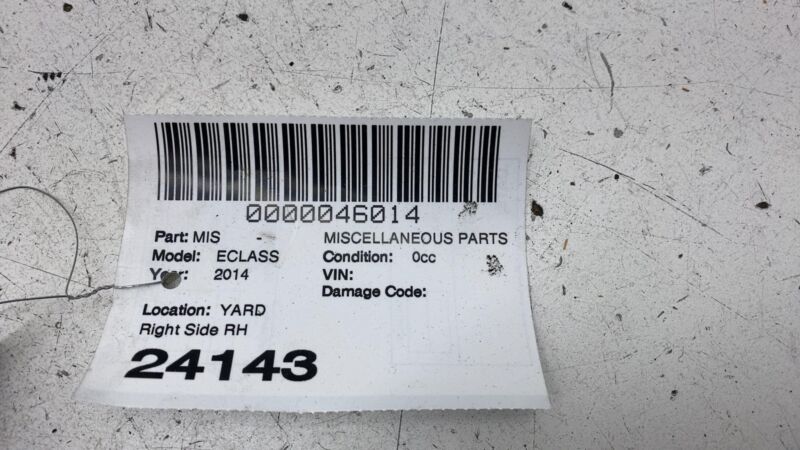 0000046014
Part: MIS - MISCELLANEOUS PARTS
Model: ECLASS Condition: 0cc
Year: 2014 VIN:
Damage Code:
Location: YARD
Right Side RH
24143